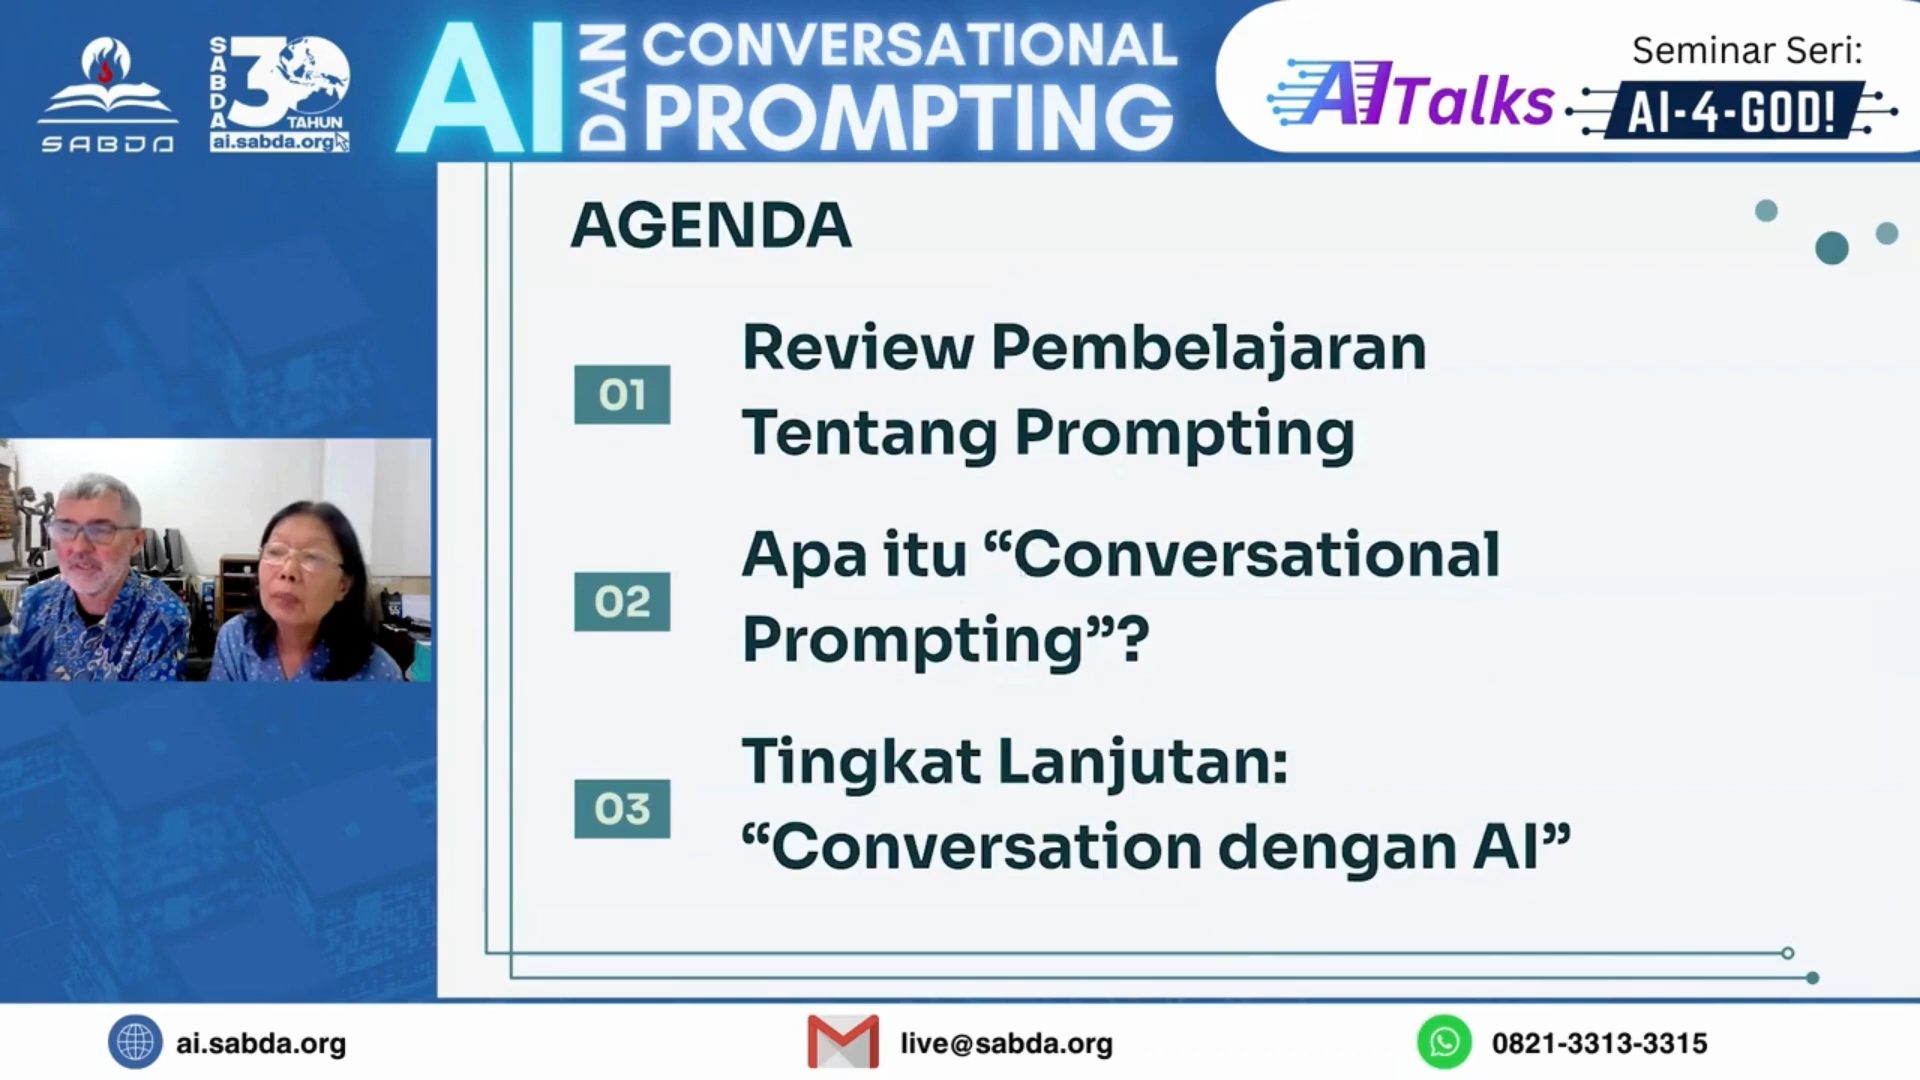 SABDA
SABDA
30
TAHUN
ai.sabda.org
AI
DAN
CONVERSATIONAL
PROMPTING
AITalks
Seminar Seri:
AI-4-GOD!
AGENDA
01
Review Pembelajaran
Tentang Prompting
02
Apa itu “Conversational
Prompting”?
03
Tingkat Lanjutan:
“Conversation dengan AI”
ai.sabda.org
live@sabda.org
0821-3313-3315